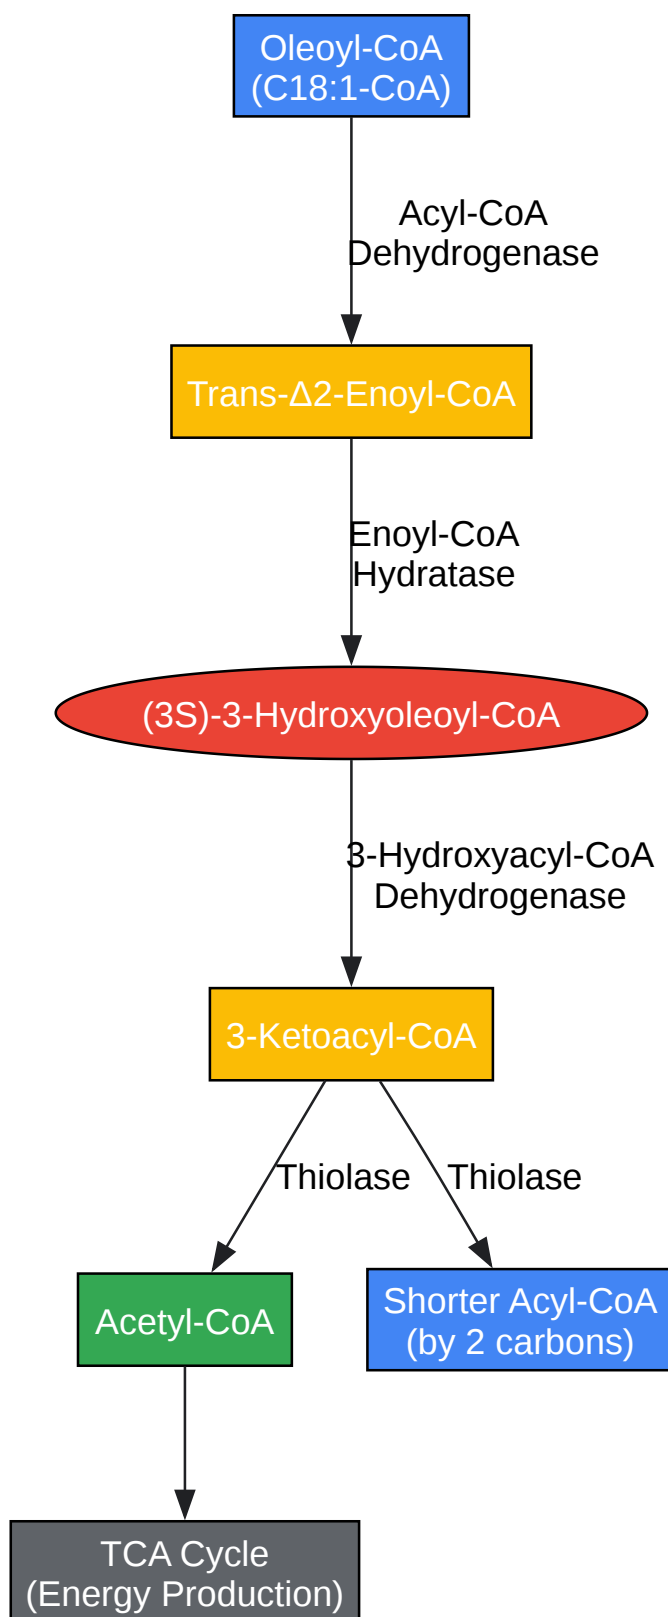 Oleoyl-CoA
(C18:1-CoA)
Acyl-CoA
Dehydrogenase
Trans-Δ2-Enoyl-CoA
Enoyl-CoA
Hydratase
(3S)-3-Hydroxyoleoyl-CoA
3-Hydroxyacyl-CoA
Dehydrogenase
3-Ketoacyl-CoA
Thiolase
Thiolase
Acetyl-CoA
Shorter Acyl-CoA
(by 2 carbons)
TCA Cycle
(Energy Production)